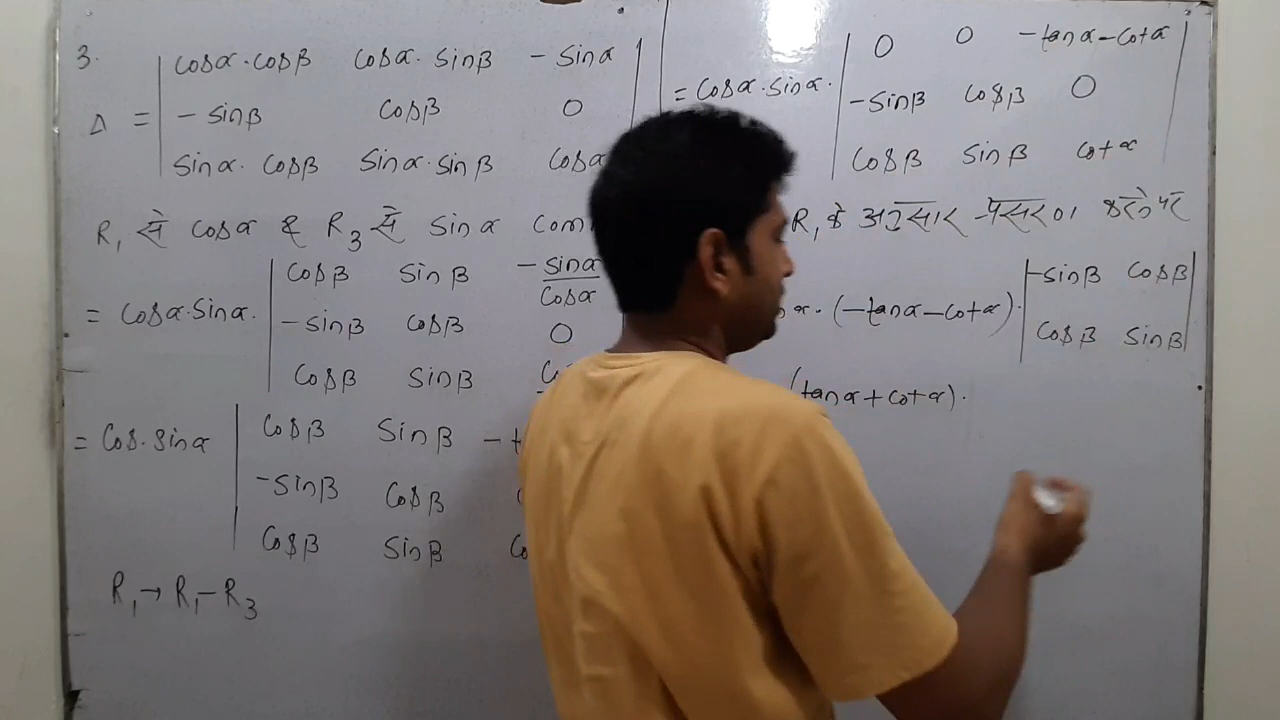 3.
Δ = | cosα·cosβ cosα·sinβ -sinα |
| -sinβ cosβ 0 |
| sinα·cosβ sinα·sinβ cosα
R₁ से cosα & R₃ से sinα com
= cosα·sinα· | cosβ sinβ -sinα/cosα
| -sinβ cosβ 0
| cosβ sinβ
= cos·sinα | cosβ sinβ -t
| -sinβ cosβ
| cosβ sinβ
R₁→R₁-R₃
= cosα·sinα· | 0 0 -tanα-cotα |
| -sinβ cosβ 0
| cosβ sinβ cotα
R₁ के अनुसार प्रसरण करने पर
α·(-tanα-cotα)· | -sinβ cosβ |
| cosβ sinβ |
(tanα+cotα)·